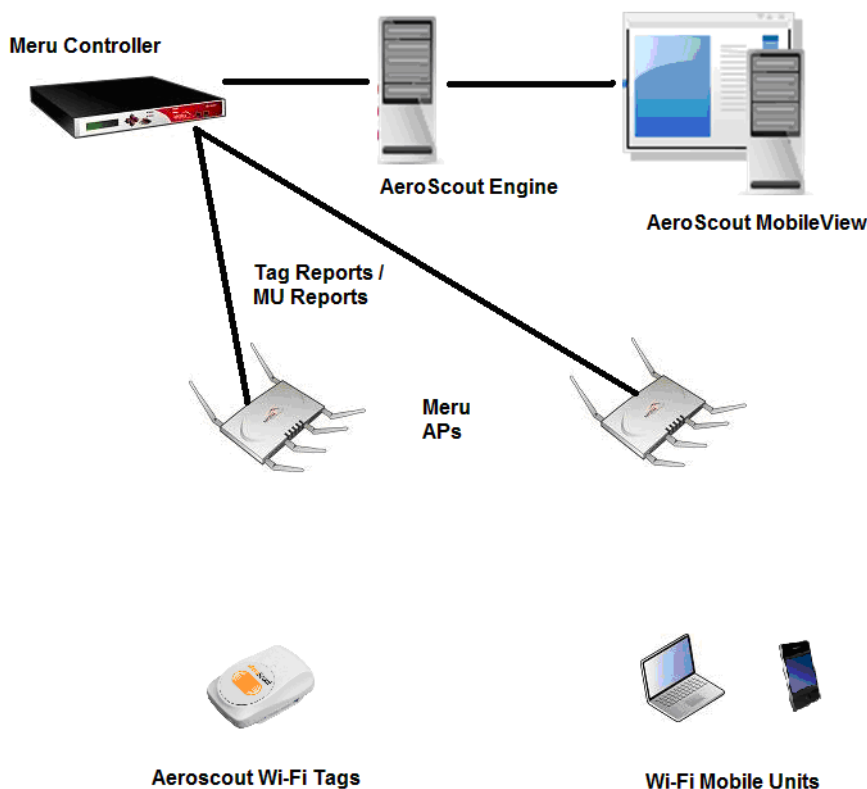 Meru Controller
AeroScout Engine
AeroScout MobileView
Tag Reports /
MU Reports
Meru
APs
Aeroscout Wi-Fi Tags
Wi-Fi Mobile Units